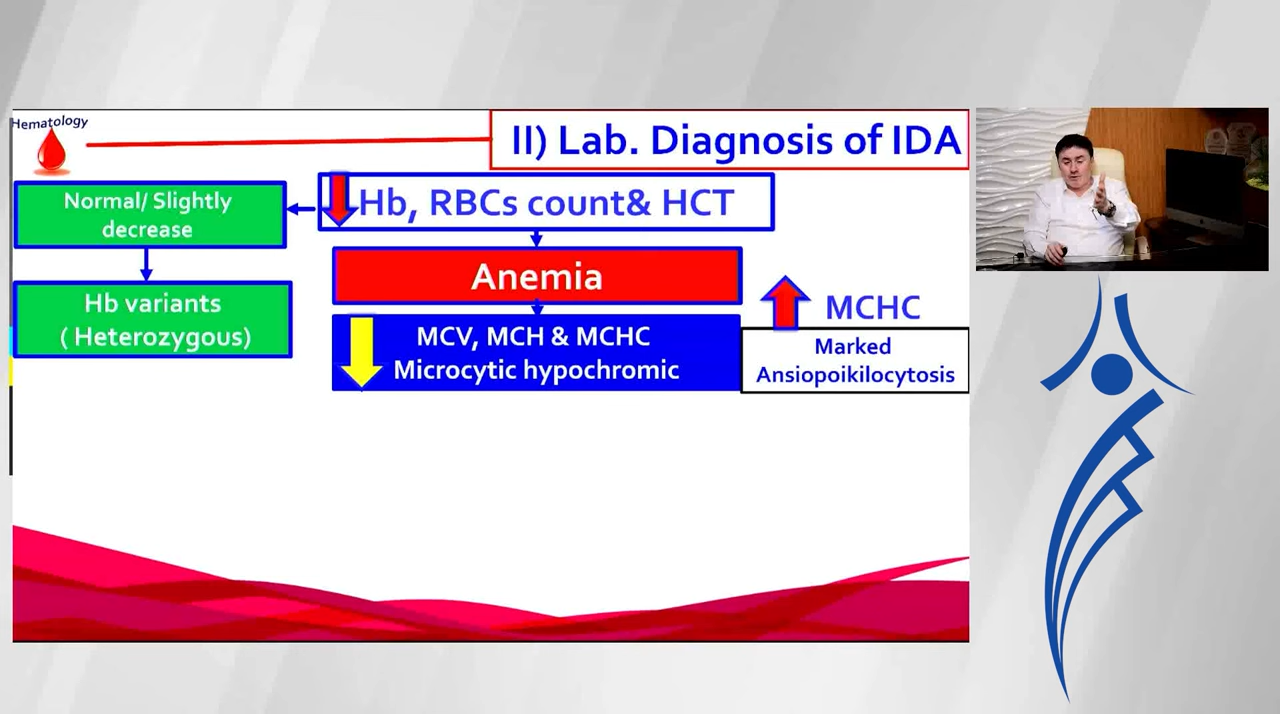 Hematology
II) Lab. Diagnosis of IDA
Normal/ Slightly
decrease
Hb, RBCs count& HCT
Anemia
Hb variants
( Heterozygous)
MCV, MCH & MCHC
Microcytic hypochromic
MCHC
Marked
Ansiopoikilocytosis